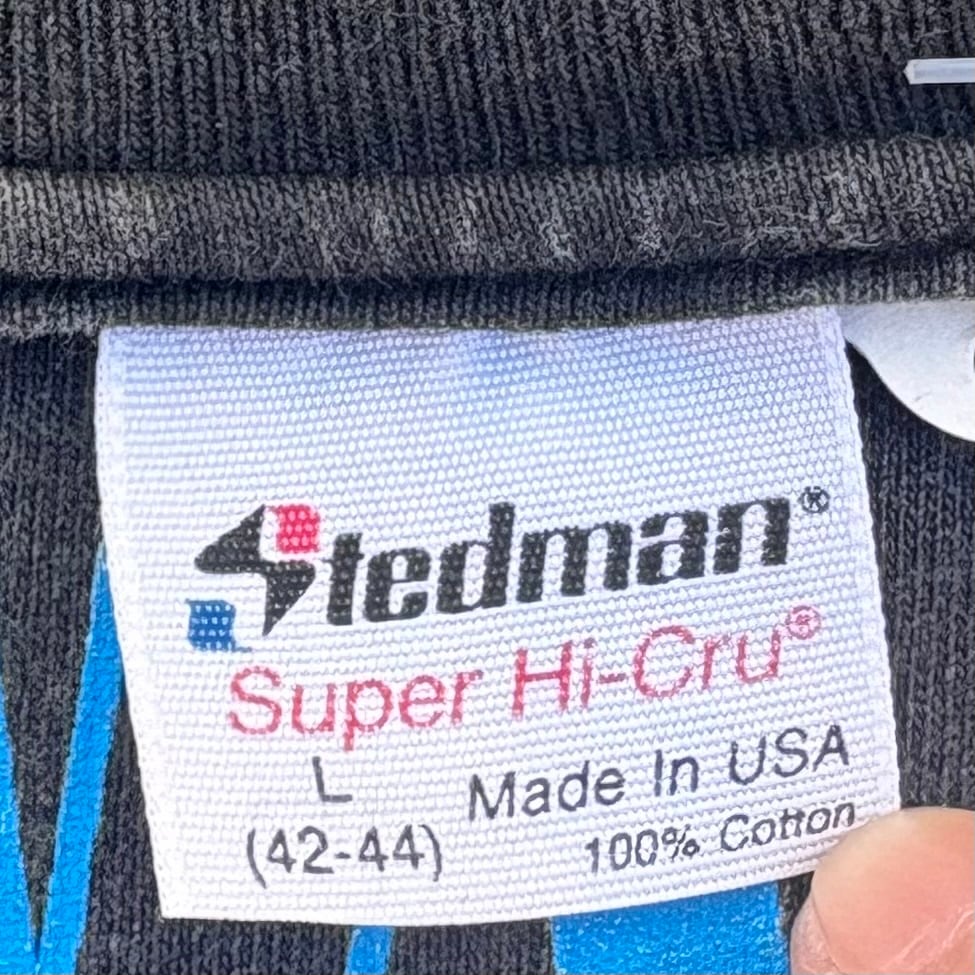 Stedman®
Super Hi-Cru®
L
Made In USA
(42-44)
100% Cotton